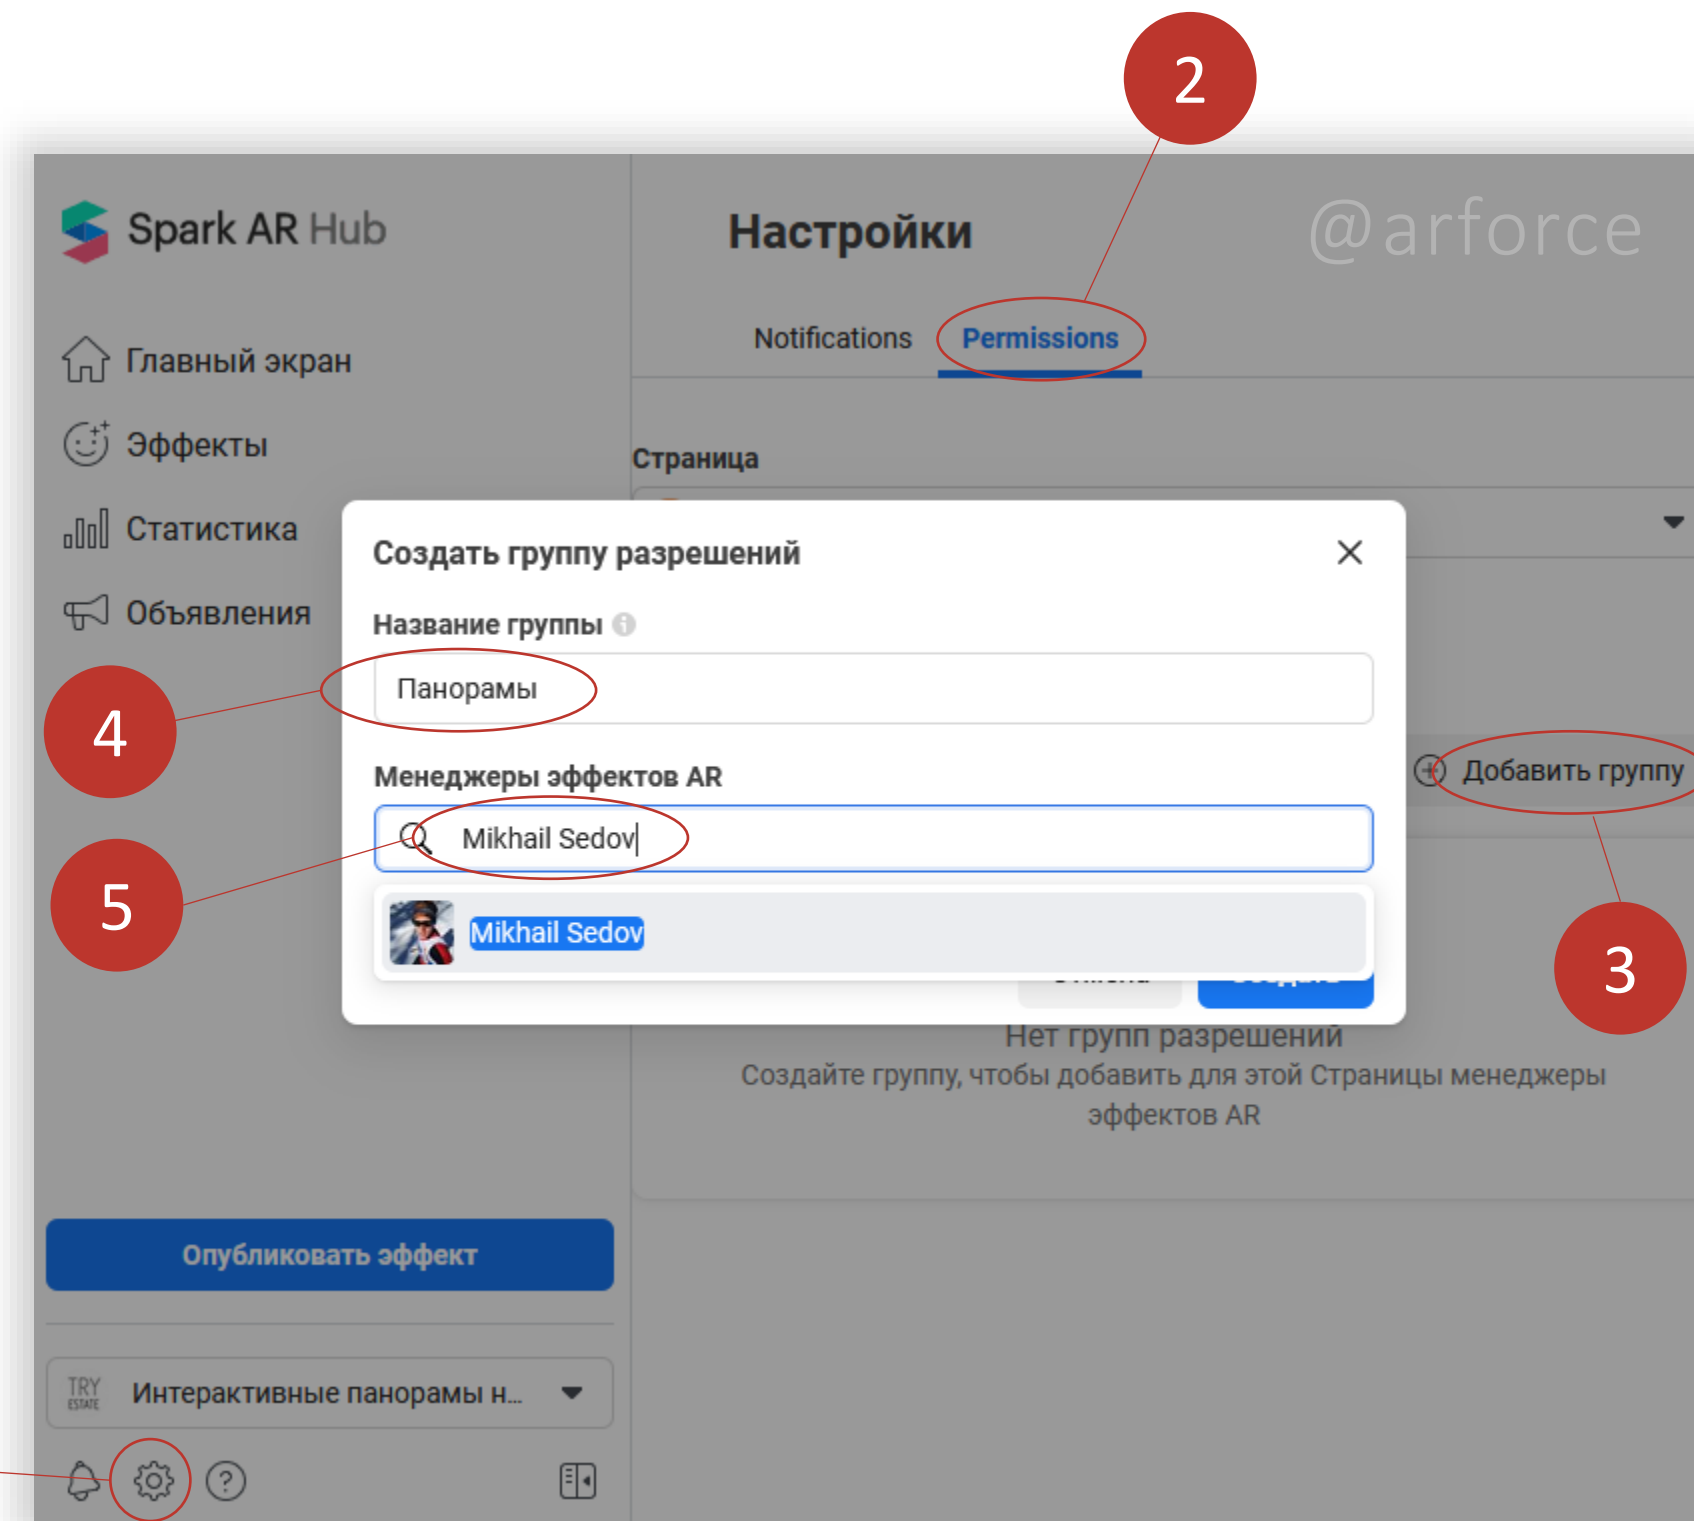 2
Spark AR Hub
Настройки
@arforce
Notifications
Permissions
Главный экран
Эффекты
Статистика
Объявления
Страница
Создать группу разрешений
Название группы
Панорамы
4
Менеджеры эффектов AR
Добавить группу
Mikhail Sedov
5
Mikhail Sedov
3
Нет групп разрешений
Создайте группу, чтобы добавить для этой Страницы менеджеры
эффектов AR
Опубликовать эффект
TRY
ESTATE
Интерактивные панорамы н...